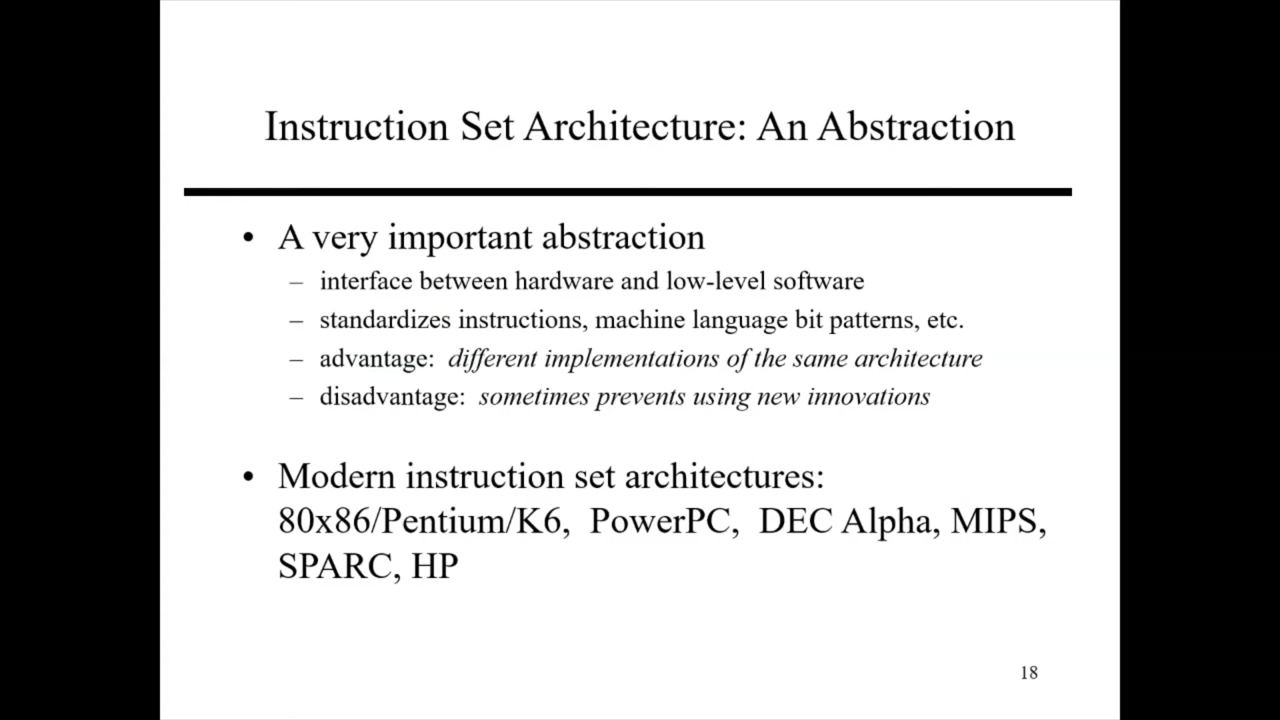 Instruction Set Architecture: An Abstraction
• A very important abstraction
– interface between hardware and low-level software
– standardizes instructions, machine language bit patterns, etc.
– advantage: different implementations of the same architecture
– disadvantage: sometimes prevents using new innovations
• Modern instruction set architectures:
80x86/Pentium/K6, PowerPC, DEC Alpha, MIPS,
SPARC, HP
18